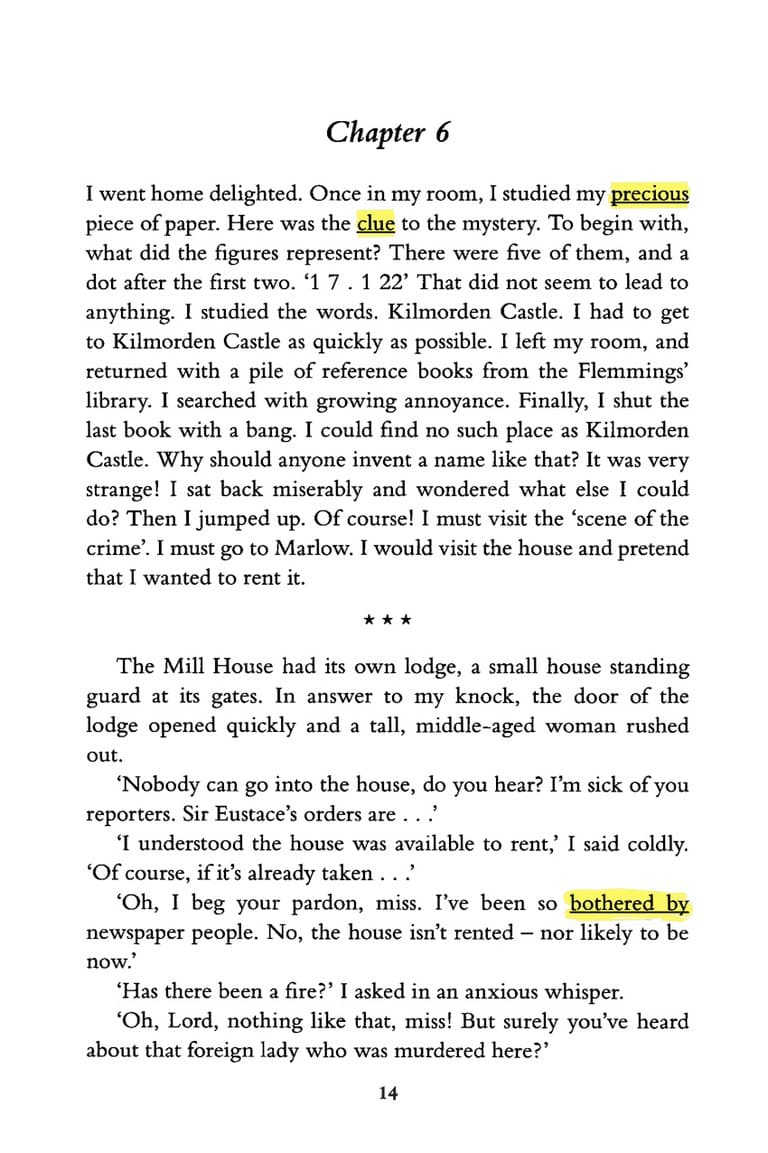 Chapter 6
I went home delighted. Once in my room, I studied my precious
piece of paper. Here was the clue to the mystery. To begin with,
what did the figures represent? There were five of them, and a
dot after the first two. ‘1 7 . 1 22’ That did not seem to lead to
anything. I studied the words. Kilmorden Castle. I had to get
to Kilmorden Castle as quickly as possible. I left my room, and
returned with a pile of reference books from the Flemmings’
library. I searched with growing annoyance. Finally, I shut the
last book with a bang. I could find no such place as Kilmorden
Castle. Why should anyone invent a name like that? It was very
strange! I sat back miserably and wondered what else I could
do? Then I jumped up. Of course! I must visit the ‘scene of the
crime’. I must go to Marlow. I would visit the house and pretend
that I wanted to rent it.
★ ★ ★
The Mill House had its own lodge, a small house standing
guard at its gates. In answer to my knock, the door of the
lodge opened quickly and a tall, middle-aged woman rushed
out.
‘Nobody can go into the house, do you hear? I’m sick of you
reporters. Sir Eustace’s orders are . . .’
‘I understood the house was available to rent,’ I said coldly.
‘Of course, if it’s already taken . . .’
‘Oh, I beg your pardon, miss. I’ve been so bothered by
newspaper people. No, the house isn’t rented – nor likely to be
now.’
‘Has there been a fire?’ I asked in an anxious whisper.
‘Oh, Lord, nothing like that, miss! But surely you’ve heard
about that foreign lady who was murdered here?’
14